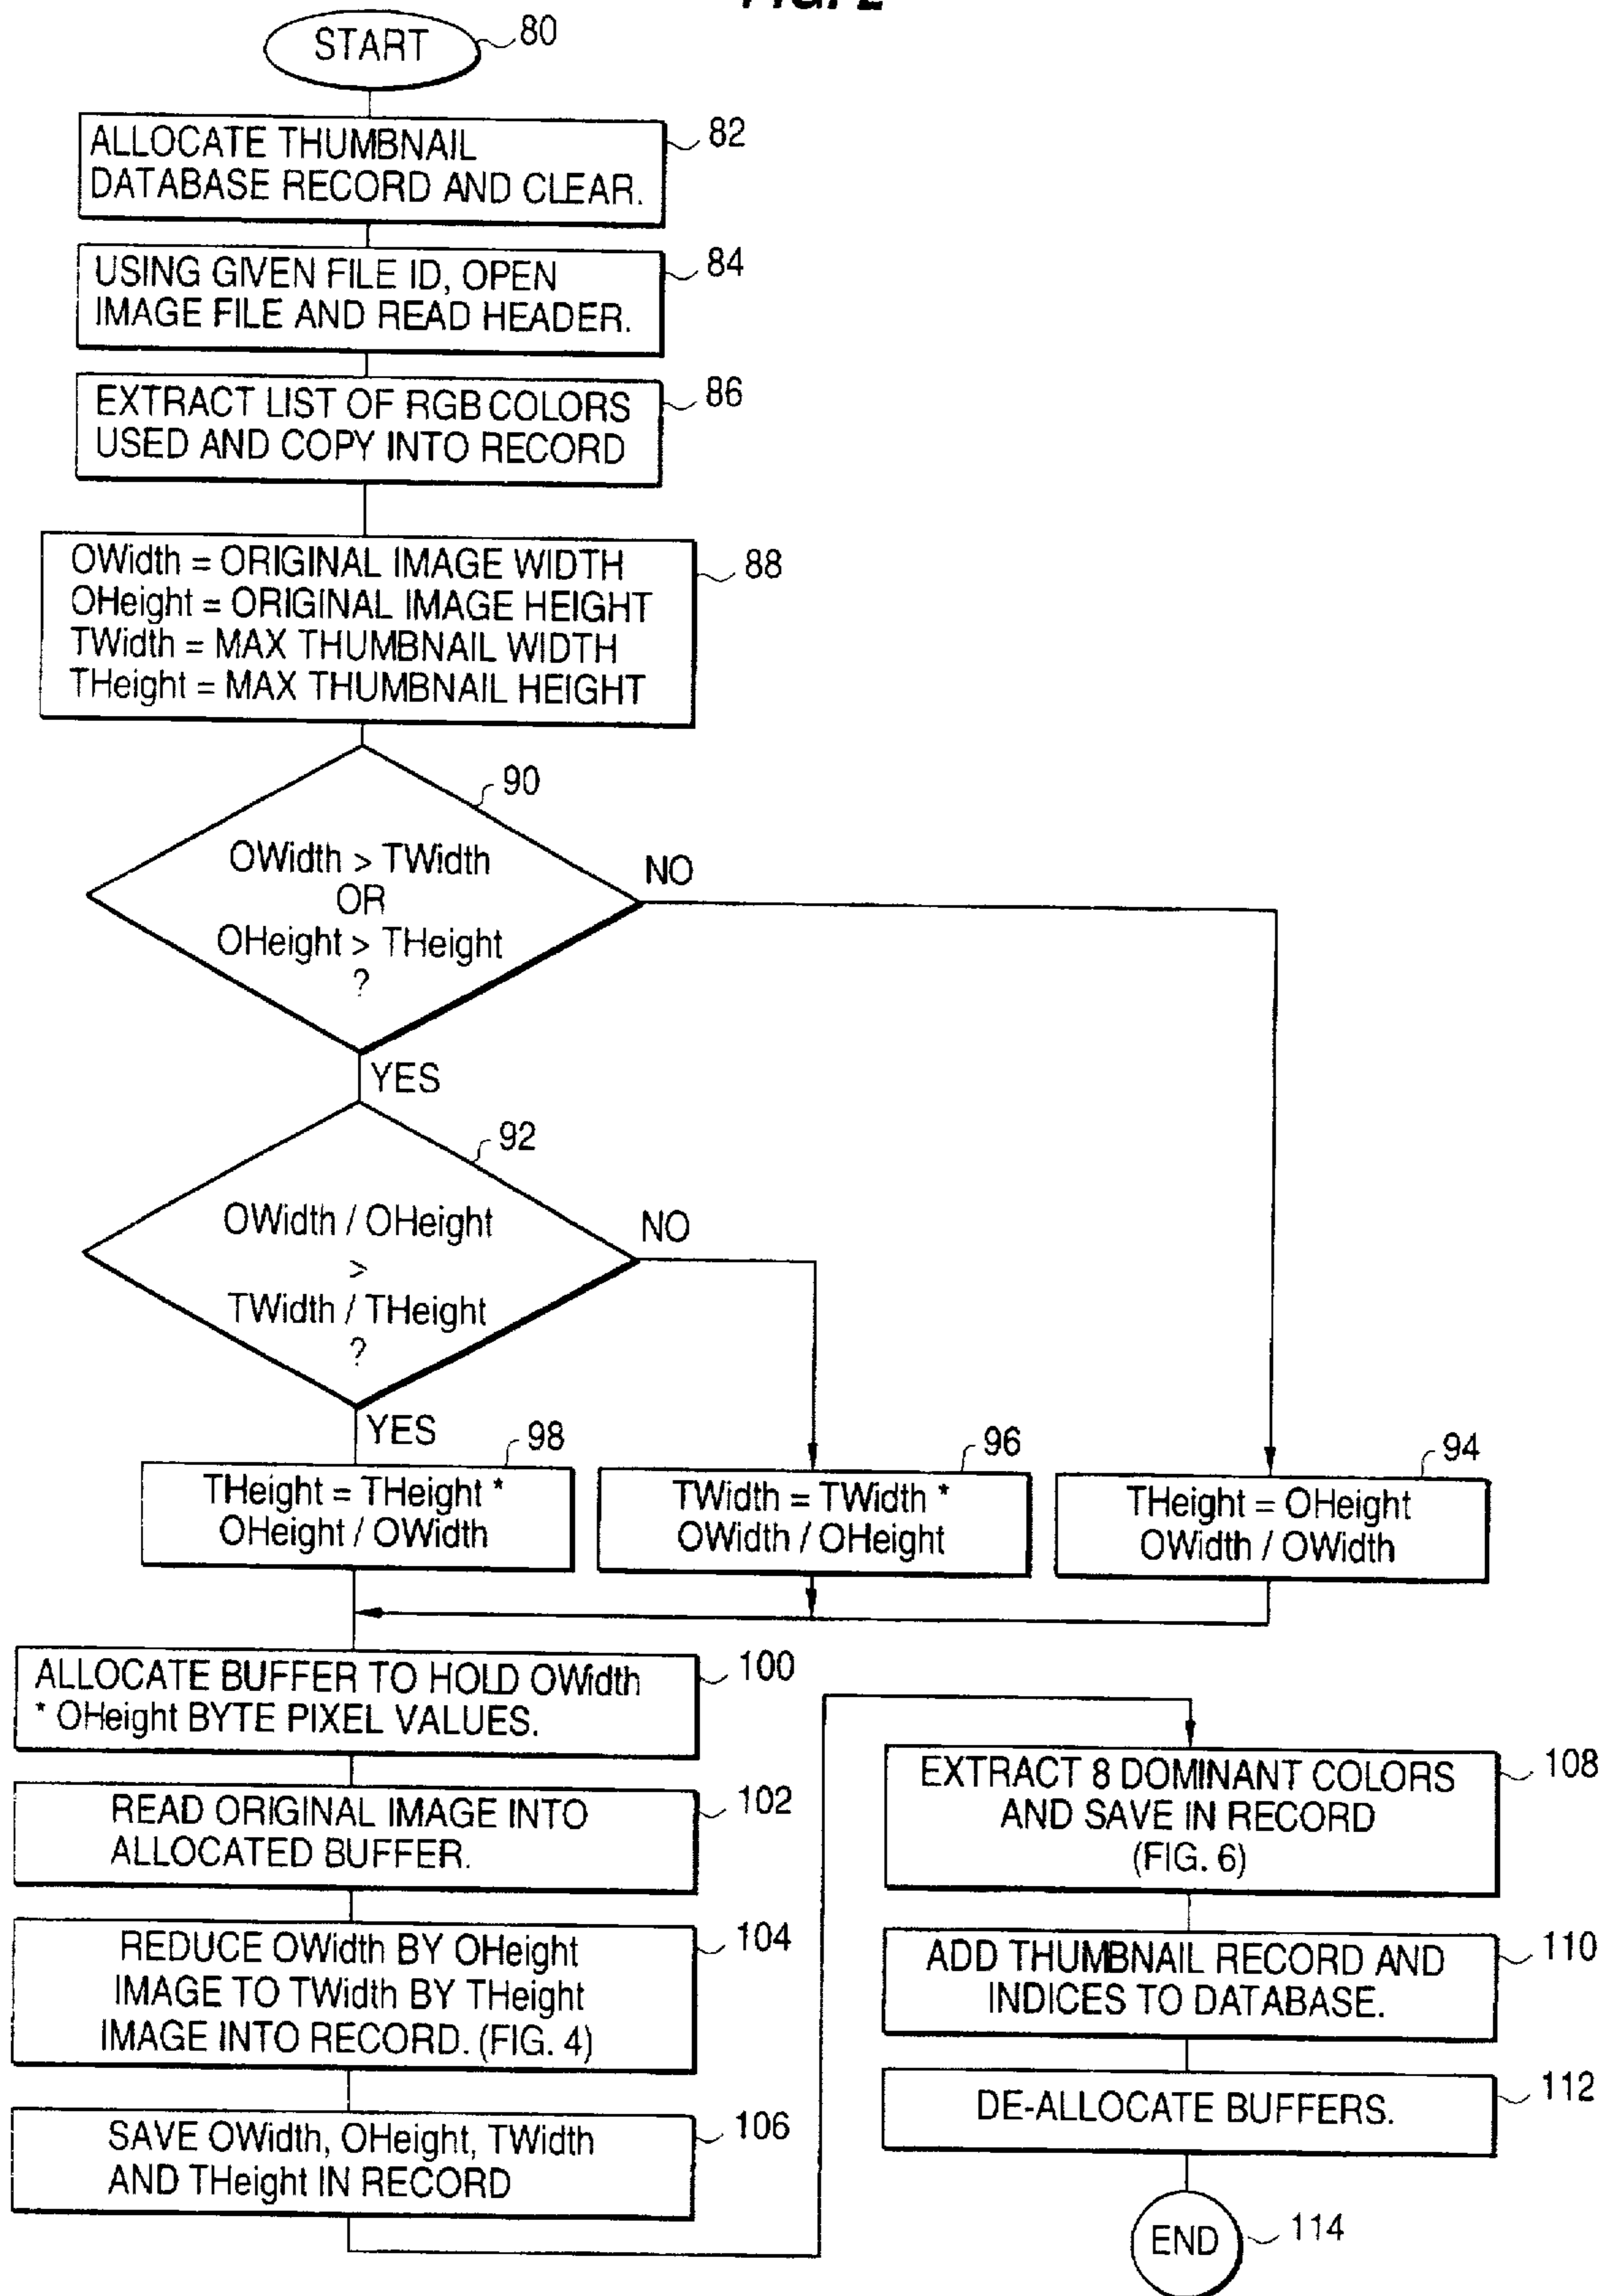 START
80
ALLOCATE THUMBNAIL
DATABASE RECORD AND CLEAR.
82
USING GIVEN FILE ID, OPEN
IMAGE FILE AND READ HEADER.
84
EXTRACT LIST OF RGB COLORS
USED AND COPY INTO RECORD
86
OWidth = ORIGINAL IMAGE WIDTH
OHeight = ORIGINAL IMAGE HEIGHT
TWidth = MAX THUMBNAIL WIDTH
THeight = MAX THUMBNAIL HEIGHT
88
90
OWidth > TWidth
OR
OHeight > THeight
?
NO
YES
92
OWidth / OHeight
>
TWidth / THeight
?
NO
YES
98
THeight = THeight *
OHeight / OWidth
96
TWidth = TWidth *
OWidth / OHeight
94
THeight = OHeight
OWidth / OWidth
ALLOCATE BUFFER TO HOLD OWidth
* OHeight BYTE PIXEL VALUES.
100
READ ORIGINAL IMAGE INTO
ALLOCATED BUFFER.
102
REDUCE OWidth BY OHeight
IMAGE TO TWidth BY THeight
IMAGE INTO RECORD. (FIG. 4)
104
SAVE OWidth, OHeight, TWidth
AND THeight IN RECORD
106
EXTRACT 8 DOMINANT COLORS
AND SAVE IN RECORD
(FIG. 6)
108
ADD THUMBNAIL RECORD AND
INDICES TO DATABASE.
110
DE-ALLOCATE BUFFERS.
112
END
114